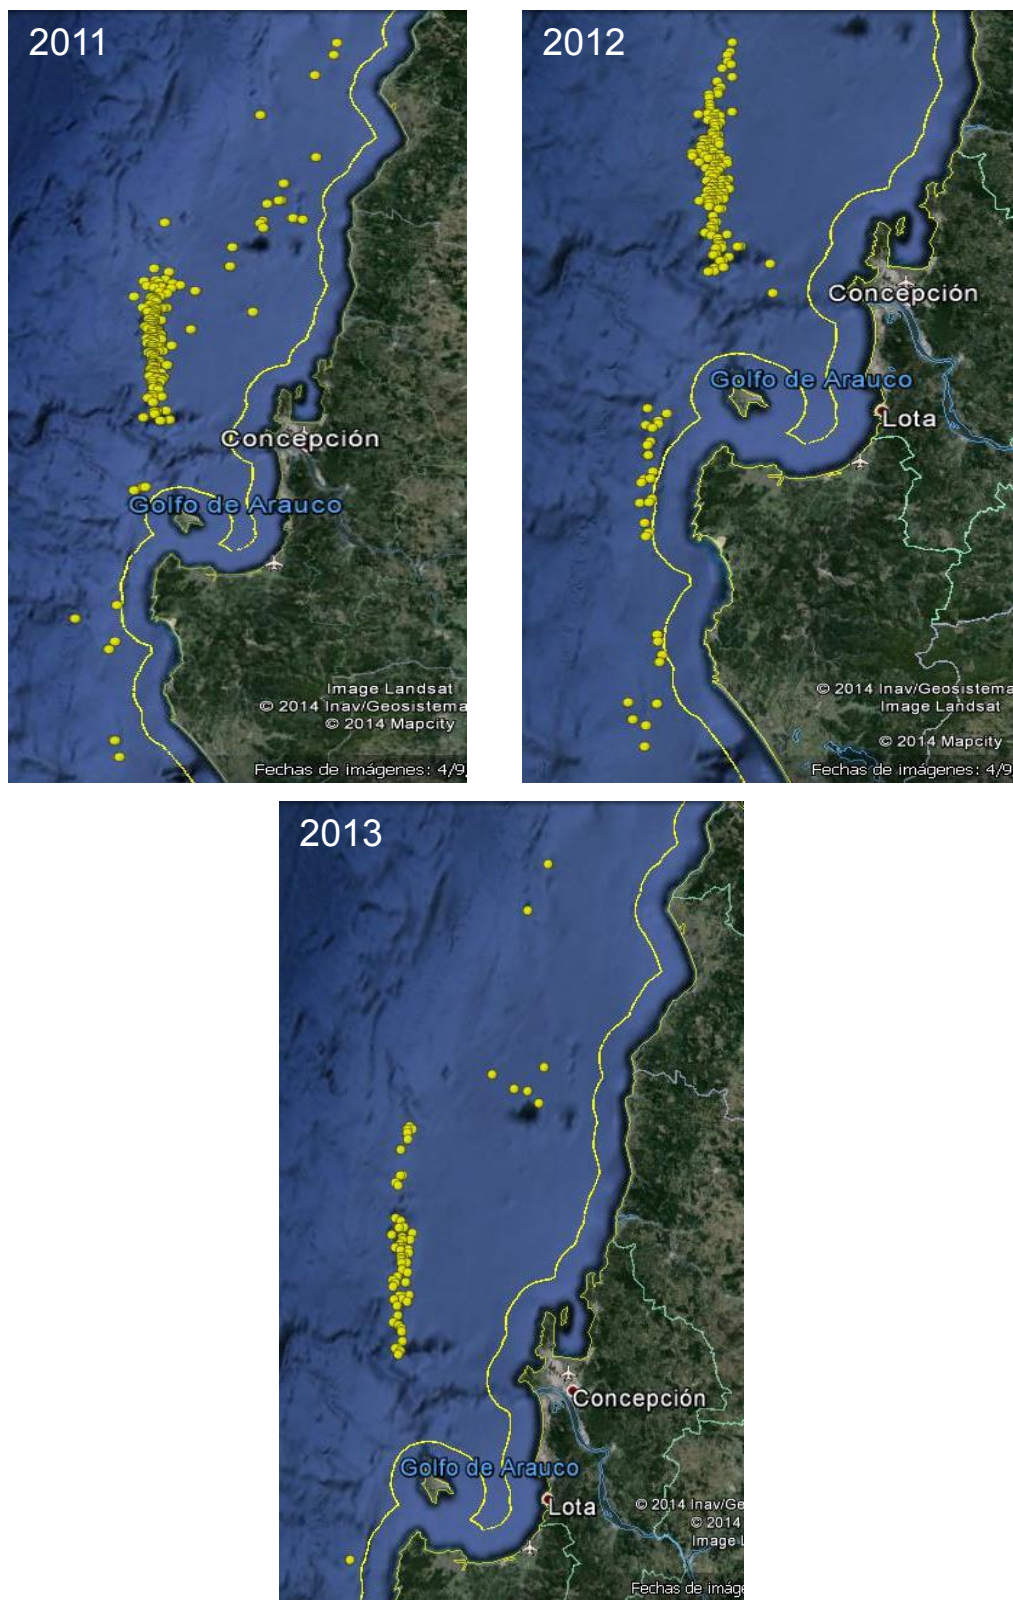 2011
Concepción
Golfo de Arauco
Image Landsat
© 2014 Inav/Geosistema
© 2014 Mapcity
Fechas de imágenes: 4/9
2012
Concepción
Golfo de Arauco
Lota
© 2014 Inav/Geosistema
Image Landsat
© 2014 Mapcity
Fechas de imágenes: 4/9
2013
Concepción
Golfo de Arauco
Lota
© 2014 Inav/Ge
© 2014
Image L
Fechas de imáge